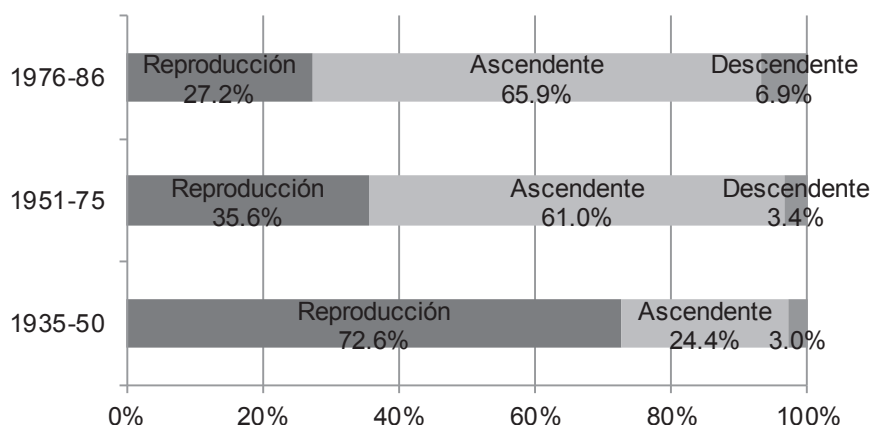 1976-86
Reproducción Ascendente Descendente
27.2% 65.9% 6.9%
1951-75
Reproducción Ascendente Descendente
35.6% 61.0% 3.4%
1935-50
Reproducción Ascendente
72.6% 24.4% 3.0%
0% 20% 40% 60% 80% 100%